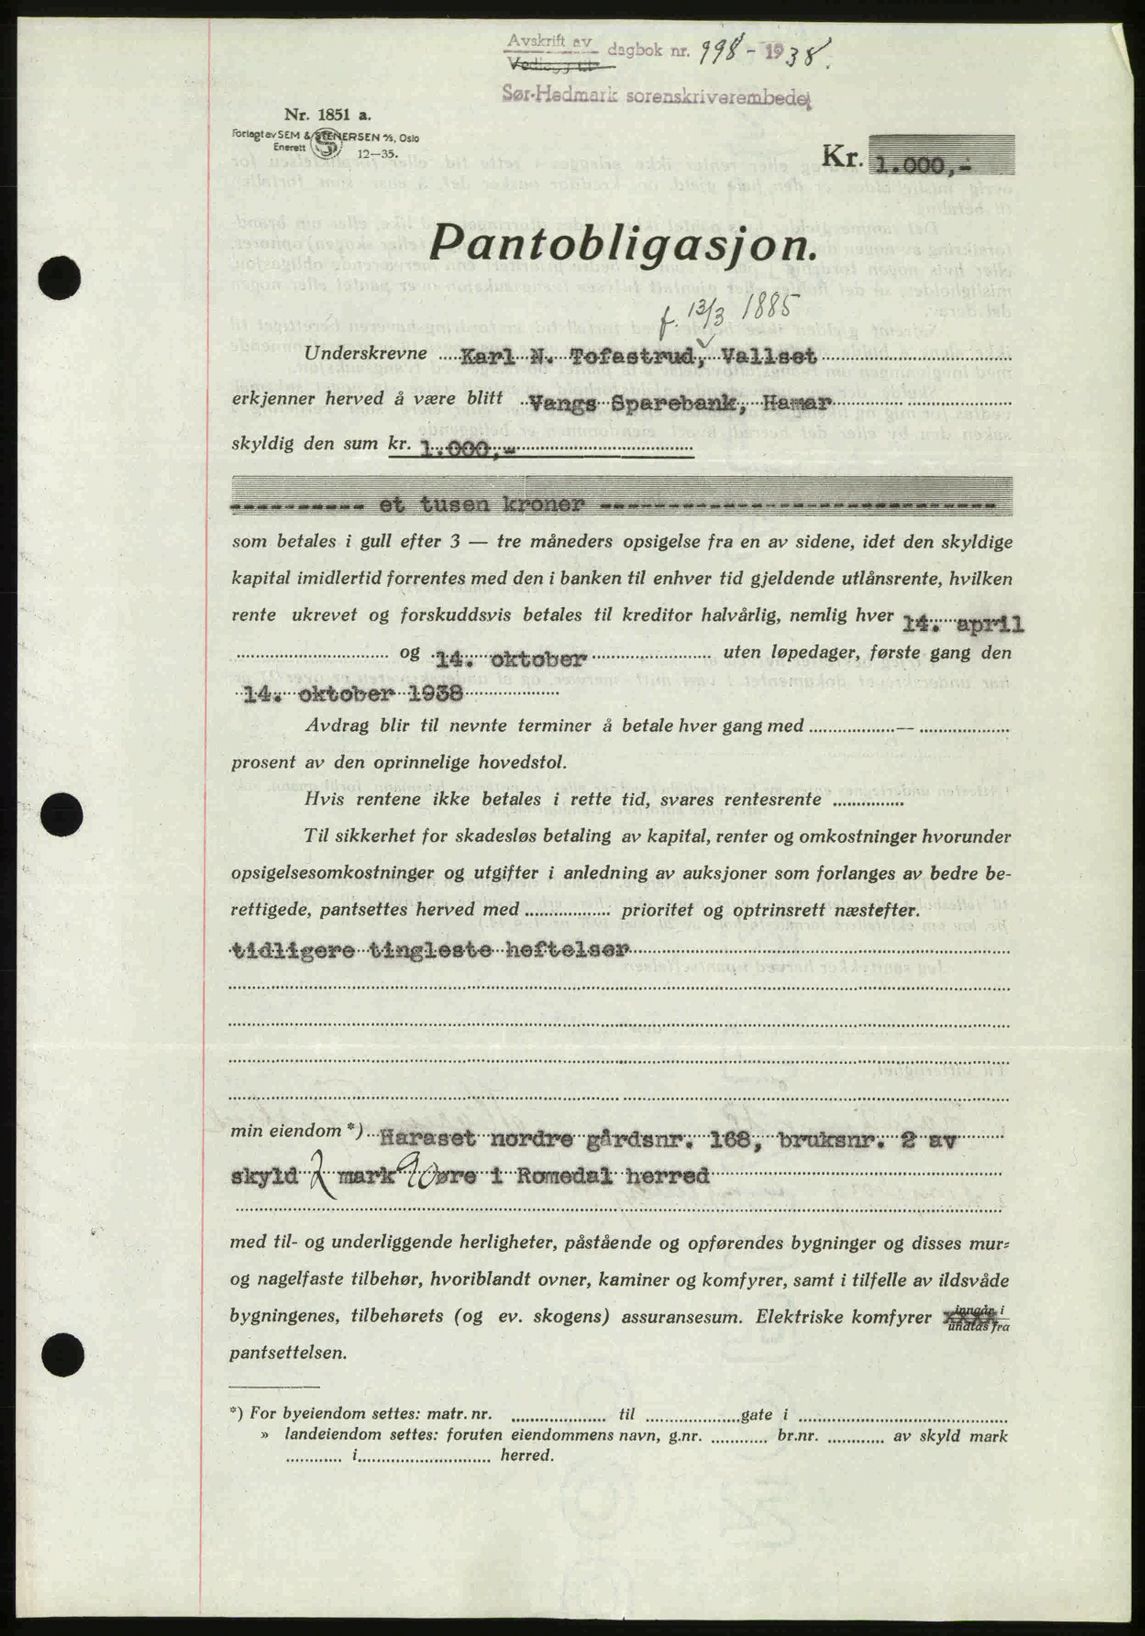 Avskrift av
Vedlegg til dagbok nr. 998 - 1938.
Sør-Hedmark sorenskriverembede
Nr. 1851 a.
Forlagt av SEM & STENERSEN A/S, Oslo
Enerett 12—35.
Kr. 1.000,-
Pantobligasjon.
f. 13/3 1885
Underskrevne Karl N. Tofastrud, Vallset
erkjenner herved å være blitt Vangs Sparebank, Hamar
skyldig den sum kr. 1.000,-
---------- et tusen kroner ------------------------------
som betales i gull efter 3 — tre måneders opsigelse fra en av sidene, idet den skyldige
kapital imidlertid forrentes med den i banken til enhver tid gjeldende utlånsrente, hvilken
rente ukrevet og forskuddsvis betales til kreditor halvårlig, nemlig hver 14. april
og 14. oktober uten løpedager, første gang den
14. oktober 1938
Avdrag blir til nevnte terminer å betale hver gang med —
prosent av den oprinnelige hovedstol.
Hvis rentene ikke betales i rette tid, svares rentesrente
Til sikkerhet for skadesløs betaling av kapital, renter og omkostninger hvorunder
opsigelsesomkostninger og utgifter i anledning av auksjoner som forlanges av bedre be-
rettigede, pantsettes herved med prioritet og optrinsrett næstefter.
tidligere tingleste heftelser
min eiendom *) Haraset nordre gårdsnr. 168, bruksnr. 2 av
skyld 2 mark 90 øre i Romedal herred
med til- og underliggende herligheter, påstående og opførendes bygninger og disses mur-
og nagelfaste tilbehør, hvoriblandt ovner, kaminer og komfyrer, samt i tilfelle av ildsvåde
bygningenes, tilbehørets (og ev. skogens) assuransesum. Elektriske komfyrer inngår i
undtas fra
pantsettelsen.
*) For byeiendom settes: matr. nr. til gate i
» landeiendom settes: foruten eiendommens navn, g.nr. br.nr. av skyld mark
i herred.